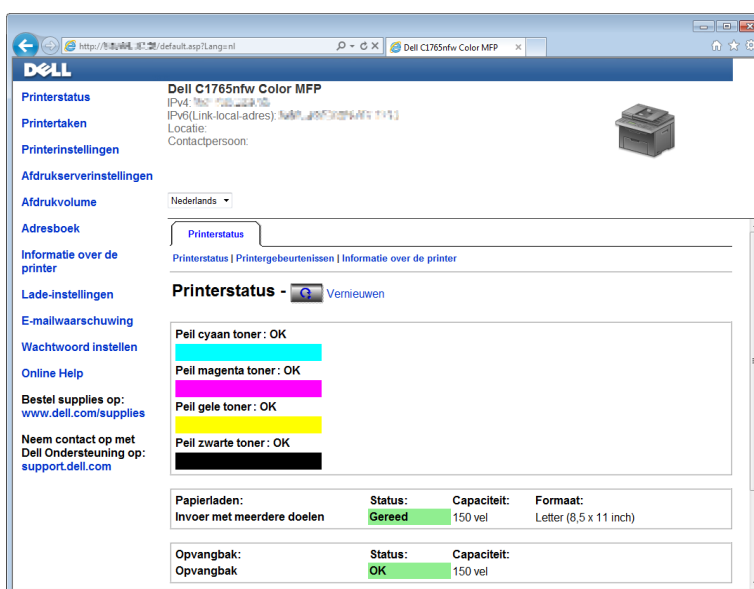 http:// /default.asp?Lang=nl
Dell C1765nfw Color MFP
DELL
Dell C1765nfw Color MFP
IPv4:
IPv6(Link-local-adres):
Locatie:
Contactpersoon:
Printerstatus
Printertaken
Printerinstellingen
Afdrukserverinstellingen
Afdrukvolume
Adresboek
Informatie over de
printer
Lade-instellingen
E-mailwaarschuwing
Wachtwoord instellen
Online Help
Bestel supplies op:
www.dell.com/supplies
Neem contact op met
Dell Ondersteuning op:
support.dell.com
Nederlands
Printerstatus
Printerstatus | Printergebeurtenissen | Informatie over de printer
Printerstatus - Vernieuwen
Peil cyaan toner: OK
Peil magenta toner: OK
Peil gele toner: OK
Peil zwarte toner: OK
Papierladen: Status: Capaciteit: Formaat:
Invoer met meerdere doelen Gereed 150 vel Letter (8,5 x 11 inch)
Opvangbak: Status: Capaciteit:
Opvangbak OK 150 vel